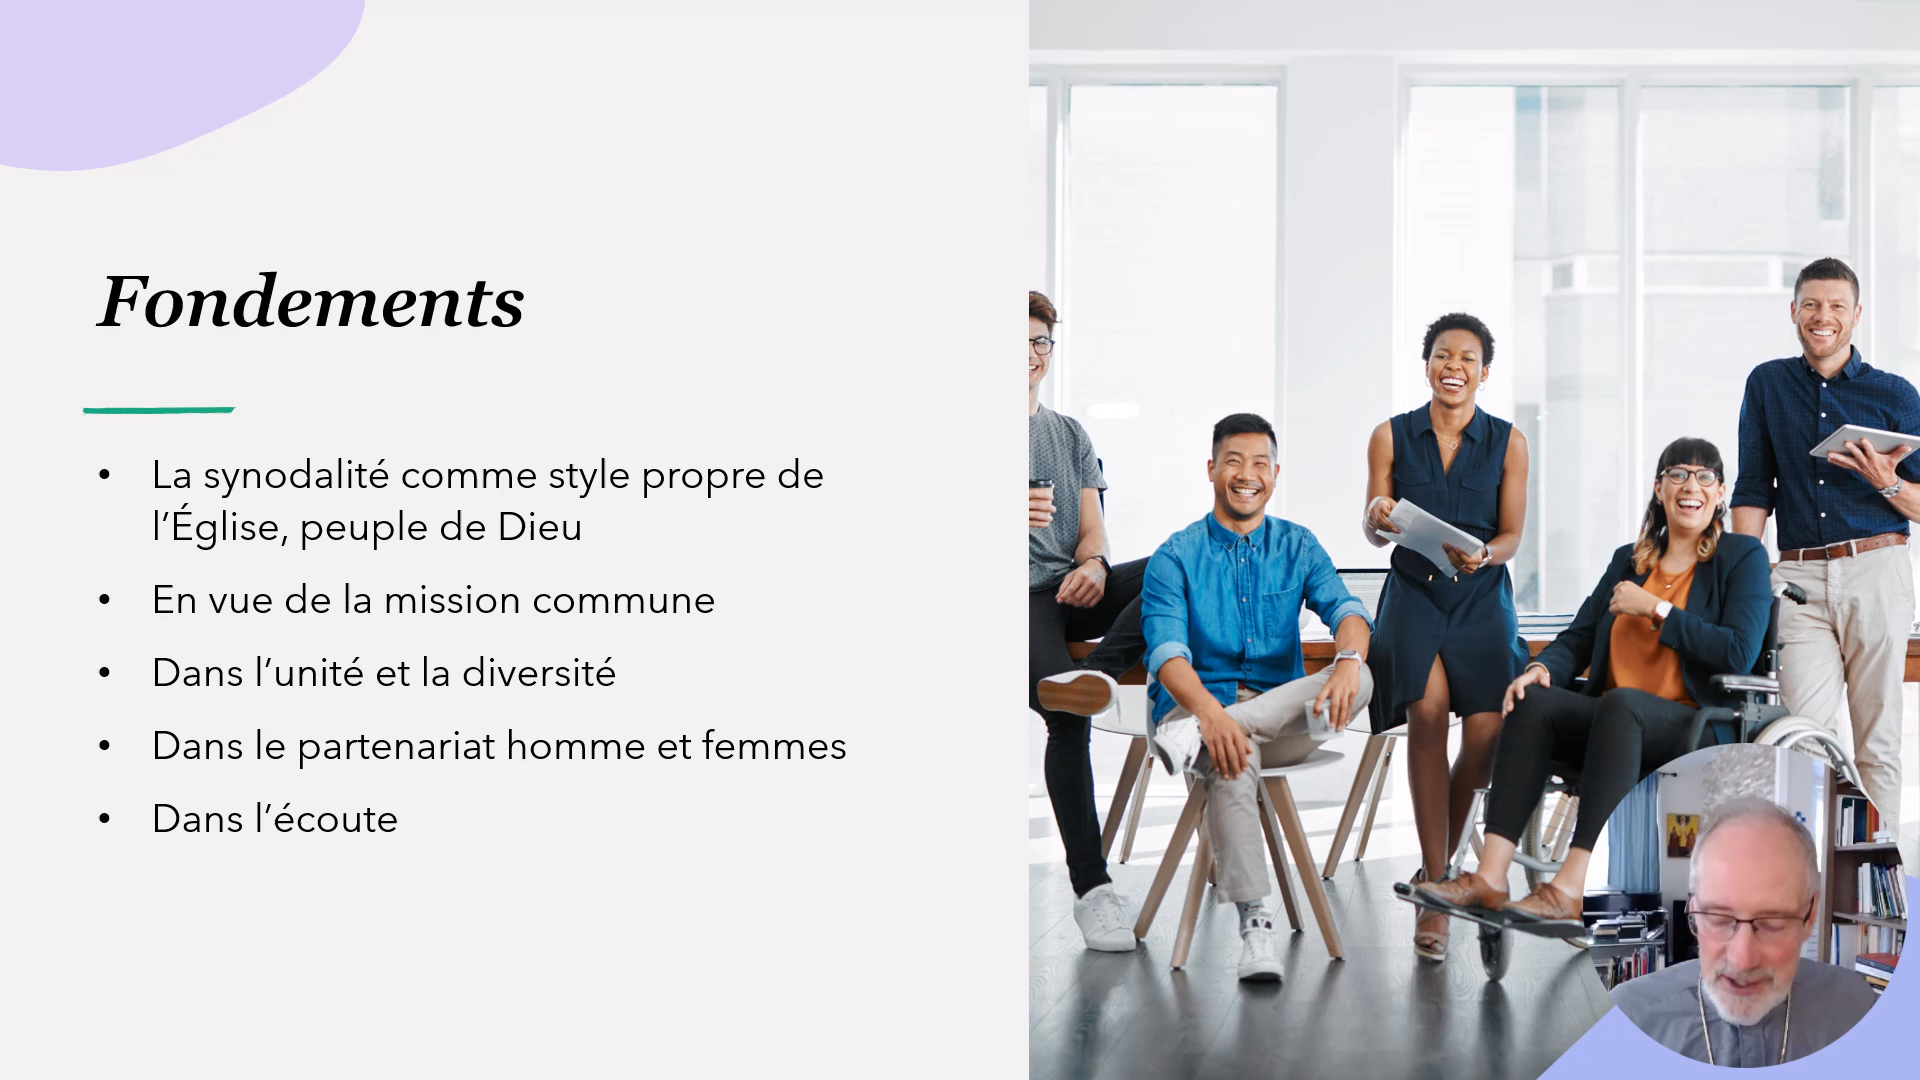 Fondements
• La synodalité comme style propre de
l’Église, peuple de Dieu
• En vue de la mission commune
• Dans l’unité et la diversité
• Dans le partenariat homme et femmes
• Dans l’écoute